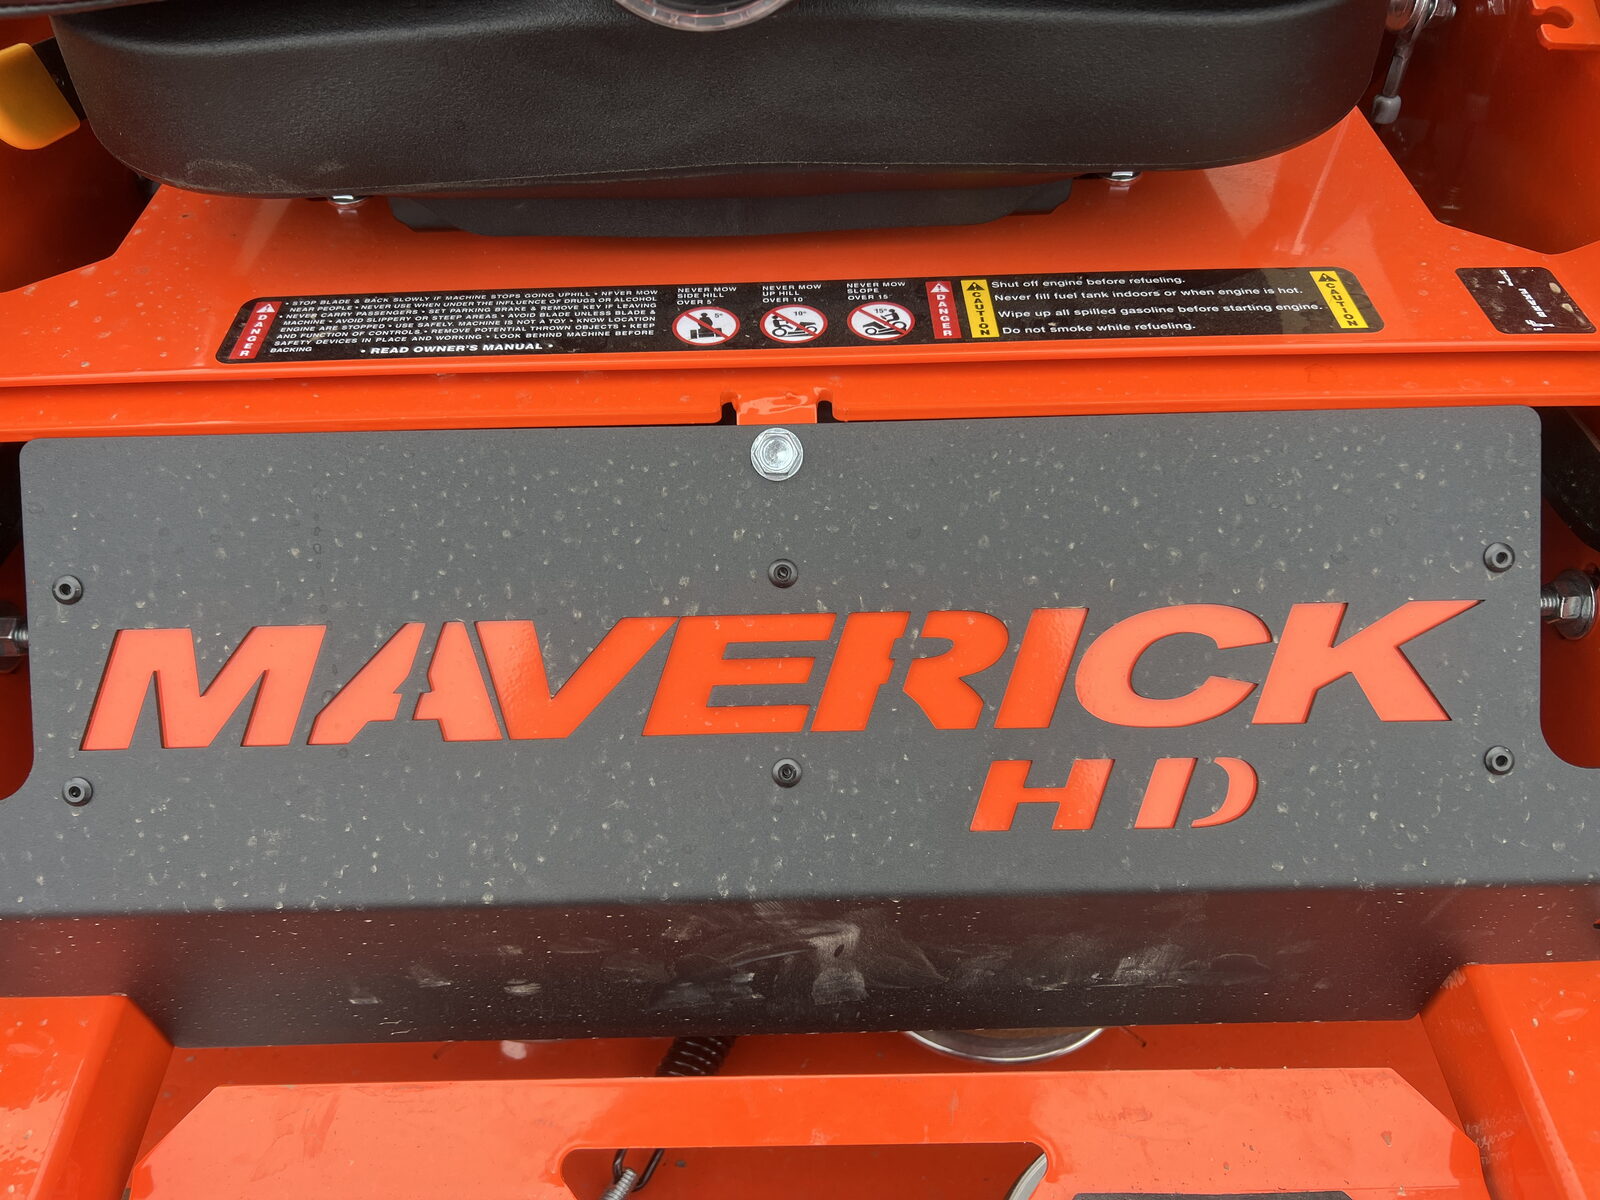 DANGER
• STOP BLADE & BACK SLOWLY IF MACHINE STOPS GOING UPHILL • NEVER MOW
NEAR PEOPLE • NEVER USE WHEN UNDER THE INFLUENCE OF DRUGS OR ALCOHOL
• NEVER CARRY PASSENGERS • SET PARKING BRAKE & REMOVE KEY IF LEAVING
MACHINE • AVOID SLIPPERY OR STEEP AREAS • AVOID BLADE UNLESS BLADE &
ENGINE ARE STOPPED • USE SAFELY. MACHINE IS NOT A TOY • KNOW LOCATION
AND FUNCTION OF CONTROLS • REMOVE POTENTIAL THROWN OBJECTS • KEEP
SAFETY DEVICES IN PLACE AND WORKING • LOOK BEHIND MACHINE BEFORE
BACKING
• READ OWNER'S MANUAL •
NEVER MOW
SIDE HILL
OVER 5°
5°
NEVER MOW
UP HILL
OVER 10°
10°
NEVER MOW
SLOPE
OVER 15°
15°
DANGER
CAUTION
Shut off engine before refueling.
Never fill fuel tank indoors or when engine is hot.
Wipe up all spilled gasoline before starting engine.
Do not smoke while refueling.
CAUTION
MAVERICK
HD